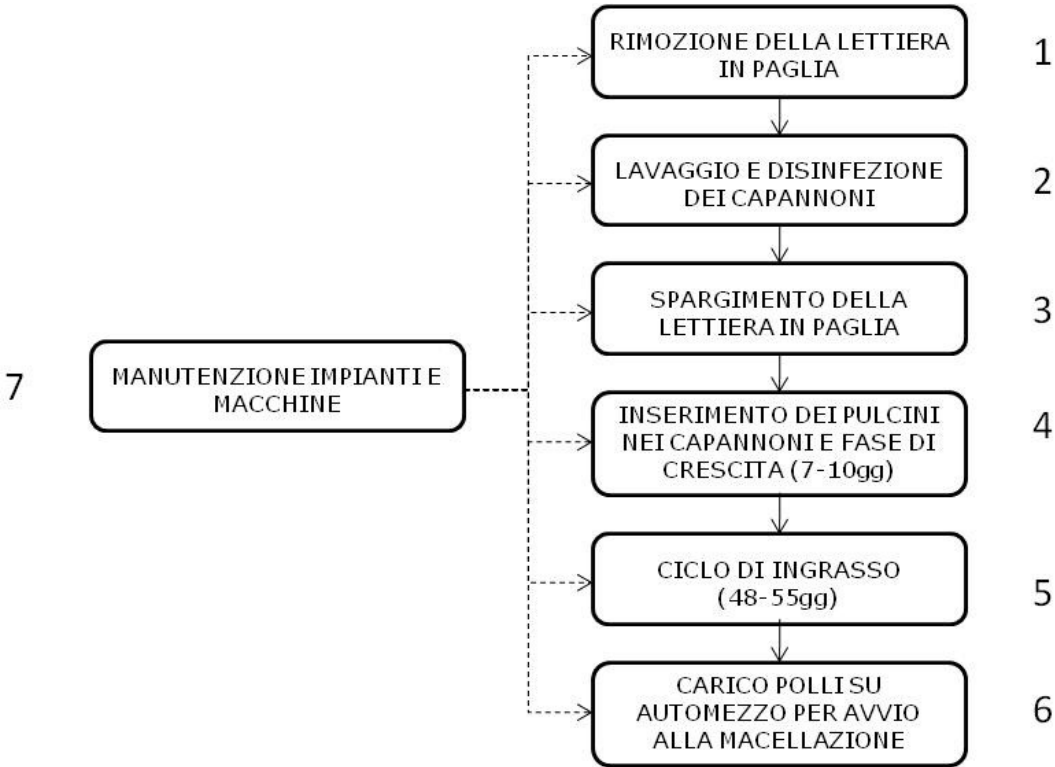 RIMOZIONE DELLA LETTIERA
IN PAGLIA
1
LAVAGGIO E DISINFEZIONE
DEI CAPANNONI
2
SPARGIMENTO DELLA
LETTIERA IN PAGLIA
3
7
MANUTENZIONE IMPIANTI E
MACCHINE
INSERIMENTO DEI PULCINI
NEI CAPANNONI E FASE DI
CRESCITA (7-10gg)
4
CICLO DI INGRASSO
(48-55gg)
5
CARICO POLLI SU
AUTOMEZZO PER AVVIO
ALLA MACELLAZIONE
6